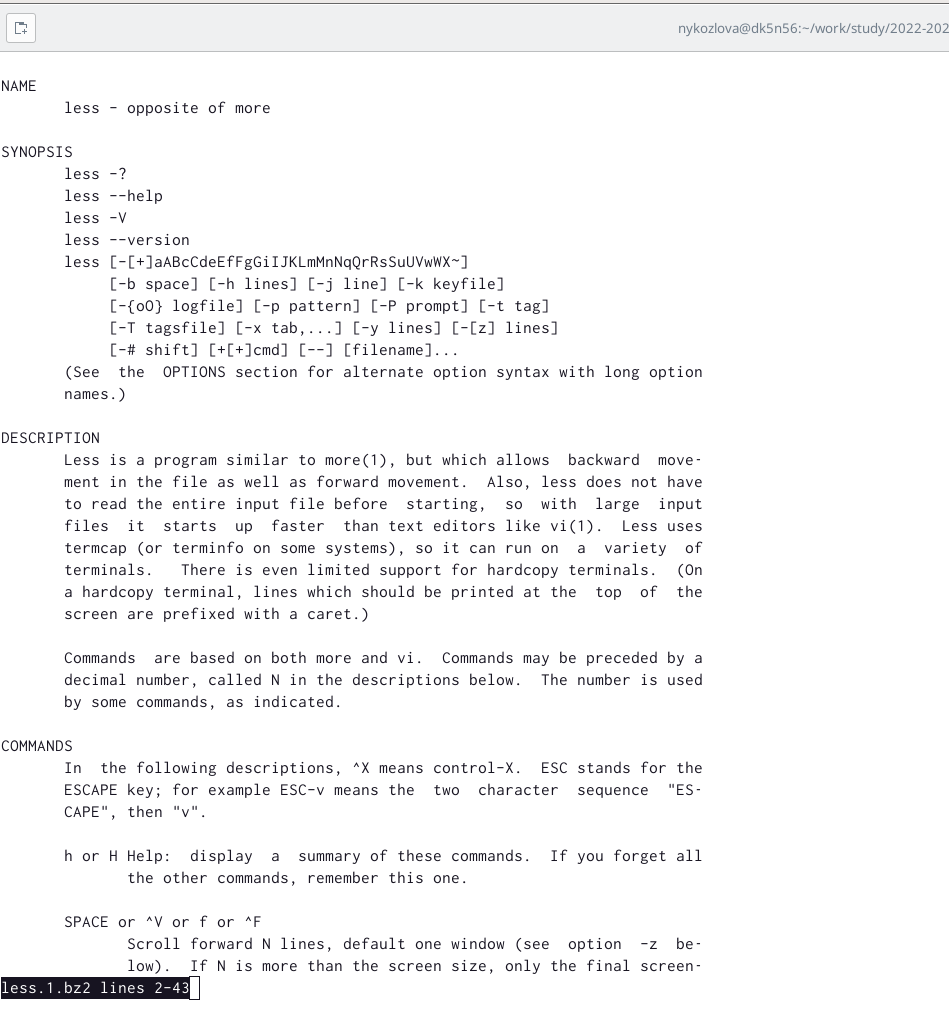 nykozlova@dk5n56:~/work/study/2022-202
NAME
       less - opposite of more
SYNOPSIS
       less -?
       less --help
       less -V
       less --version
       less [-[+]aABcCdeEfFgGiIJKLmMnNqQrRsSuUVwWX~]
            [-b space] [-h lines] [-j line] [-k keyfile]
            [-{oO} logfile] [-p pattern] [-P prompt] [-t tag]
            [-T tagsfile] [-x tab,...] [-y lines] [-[z] lines]
            [-# shift] [+[+]cmd] [--] [filename]...
       (See  the  OPTIONS section for alternate option syntax with long option
       names.)
DESCRIPTION
       Less is a program similar to more(1), but which allows  backward  move-
       ment in the file as well as forward movement.  Also, less does not have
       to read the entire input file before  starting,  so  with  large  input
       files  it  starts  up  faster  than text editors like vi(1).  Less uses
       termcap (or terminfo on some systems), so it can run on  a  variety  of
       terminals.   There is even limited support for hardcopy terminals.  (On
       a hardcopy terminal, lines which should be printed at the  top  of  the
       screen are prefixed with a caret.)
       Commands  are based on both more and vi.  Commands may be preceded by a
       decimal number, called N in the descriptions below.  The number is used
       by some commands, as indicated.
COMMANDS
       In  the following descriptions, ^X means control-X.  ESC stands for the
       ESCAPE key; for example ESC-v means the  two  character  sequence  "ES-
       CAPE", then "v".
       h or H Help:  display  a  summary of these commands.  If you forget all
              the other commands, remember this one.
       SPACE or ^V or f or ^F
              Scroll forward N lines, default one window (see  option  -z  be-
              low).  If N is more than the screen size, only the final screen-
less.1.bz2 lines 2-43